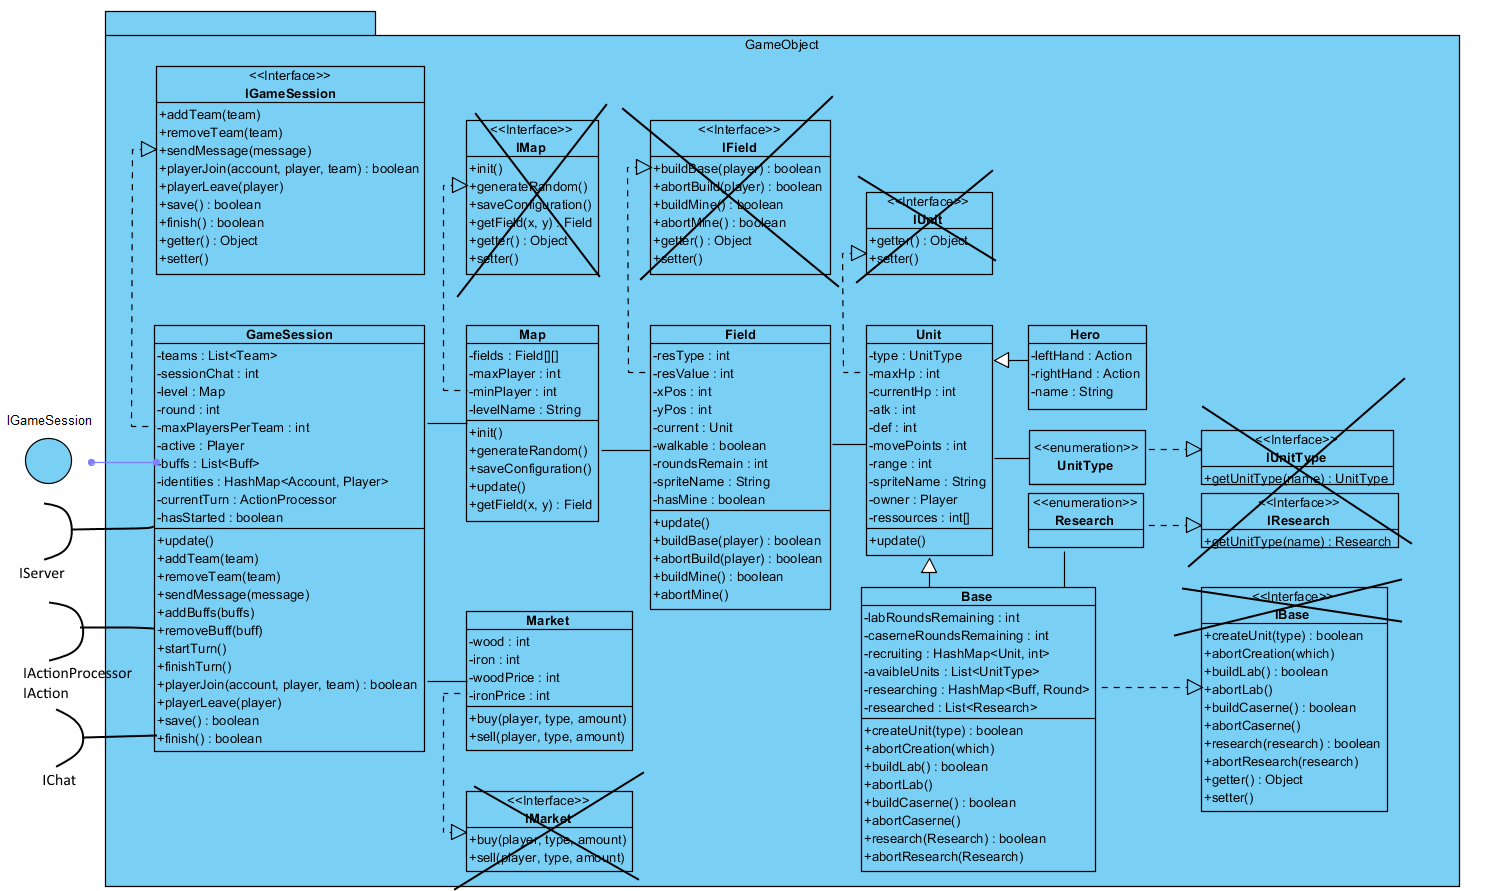 GameObject
<<Interface>>
IGameSession
+addTeam(team)
+removeTeam(team)
+sendMessage(message)
+playerJoin(account, player, team) : boolean
+playerLeave(player)
+save() : boolean
+finish() : boolean
+getter() : Object
+setter()
<<Interface>>
IMap
+init()
+generateRandom()
+saveConfiguration()
+getField(x, y) : Field
+getter() : Object
+setter()
<<Interface>>
IField
+buildBase(player) : boolean
+abortBuild(player) : boolean
+buildMine() : boolean
+abortMine() : boolean
+getter() : Object
+setter()
<<Interface>>
IUnit
+getter() : Object
+setter()
GameSession
-teams : List<Team>
-sessionChat : int
-level : Map
-round : int
-maxPlayersPerTeam : int
-active : Player
-buffs : List<Buff>
-identities : HashMap<Account, Player>
-currentTurn : ActionProcessor
-hasStarted : boolean
+update()
+addTeam(team)
+removeTeam(team)
+sendMessage(message)
+addBuffs(buffs)
+removeBuff(buff)
+startTurn()
+finishTurn()
+playerJoin(account, player, team) : boolean
+playerLeave(player)
+save() : boolean
+finish() : boolean
Map
-fields : Field[][]
-maxPlayer : int
-minPlayer : int
-levelName : String
+init()
+generateRandom()
+saveConfiguration()
+update()
+getField(x, y) : Field
Field
-resType : int
-resValue : int
-xPos : int
-yPos : int
-current : Unit
-walkable : boolean
-roundsRemain : int
-spriteName : String
-hasMine : boolean
+update()
+buildBase(player) : boolean
+abortBuild(player) : boolean
+buildMine() : boolean
+abortMine()
Unit
-type : UnitType
-maxHp : int
-currentHp : int
-atk : int
-def : int
-movePoints : int
-range : int
-spriteName : String
-owner : Player
-ressources : int[]
+update()
Hero
-leftHand : Action
-rightHand : Action
-name : String
<<enumeration>>
UnitType
<<Interface>>
IUnitType
+getUnitType(name) : UnitType
<<enumeration>>
Research
<<Interface>>
IResearch
+getUnitType(name) : Research
IGameSession
IServer
IActionProcessor
IAction
IChat
Market
-wood : int
-iron : int
-woodPrice : int
-ironPrice : int
+buy(player, type, amount)
+sell(player, type, amount)
<<Interface>>
IMarket
+buy(player, type, amount)
+sell(player, type, amount)
Base
-labRoundsRemaining : int
-caserneRoundsRemaining : int
-recruiting : HashMap<Unit, int>
-avaibleUnits : List<UnitType>
-researching : HashMap<Buff, Round>
-researched : List<Research>
+createUnit(type) : boolean
+abortCreation(which)
+buildLab() : boolean
+abortLab()
+buildCaserne() : boolean
+abortCaserne()
+research(Research) : boolean
+abortResearch(Research)
<<Interface>>
IBase
+createUnit(type) : boolean
+abortCreation(which)
+buildLab() : boolean
+abortLab()
+buildCaserne() : boolean
+abortCaserne()
+research(research) : boolean
+abortResearch(research)
+getter() : Object
+setter()